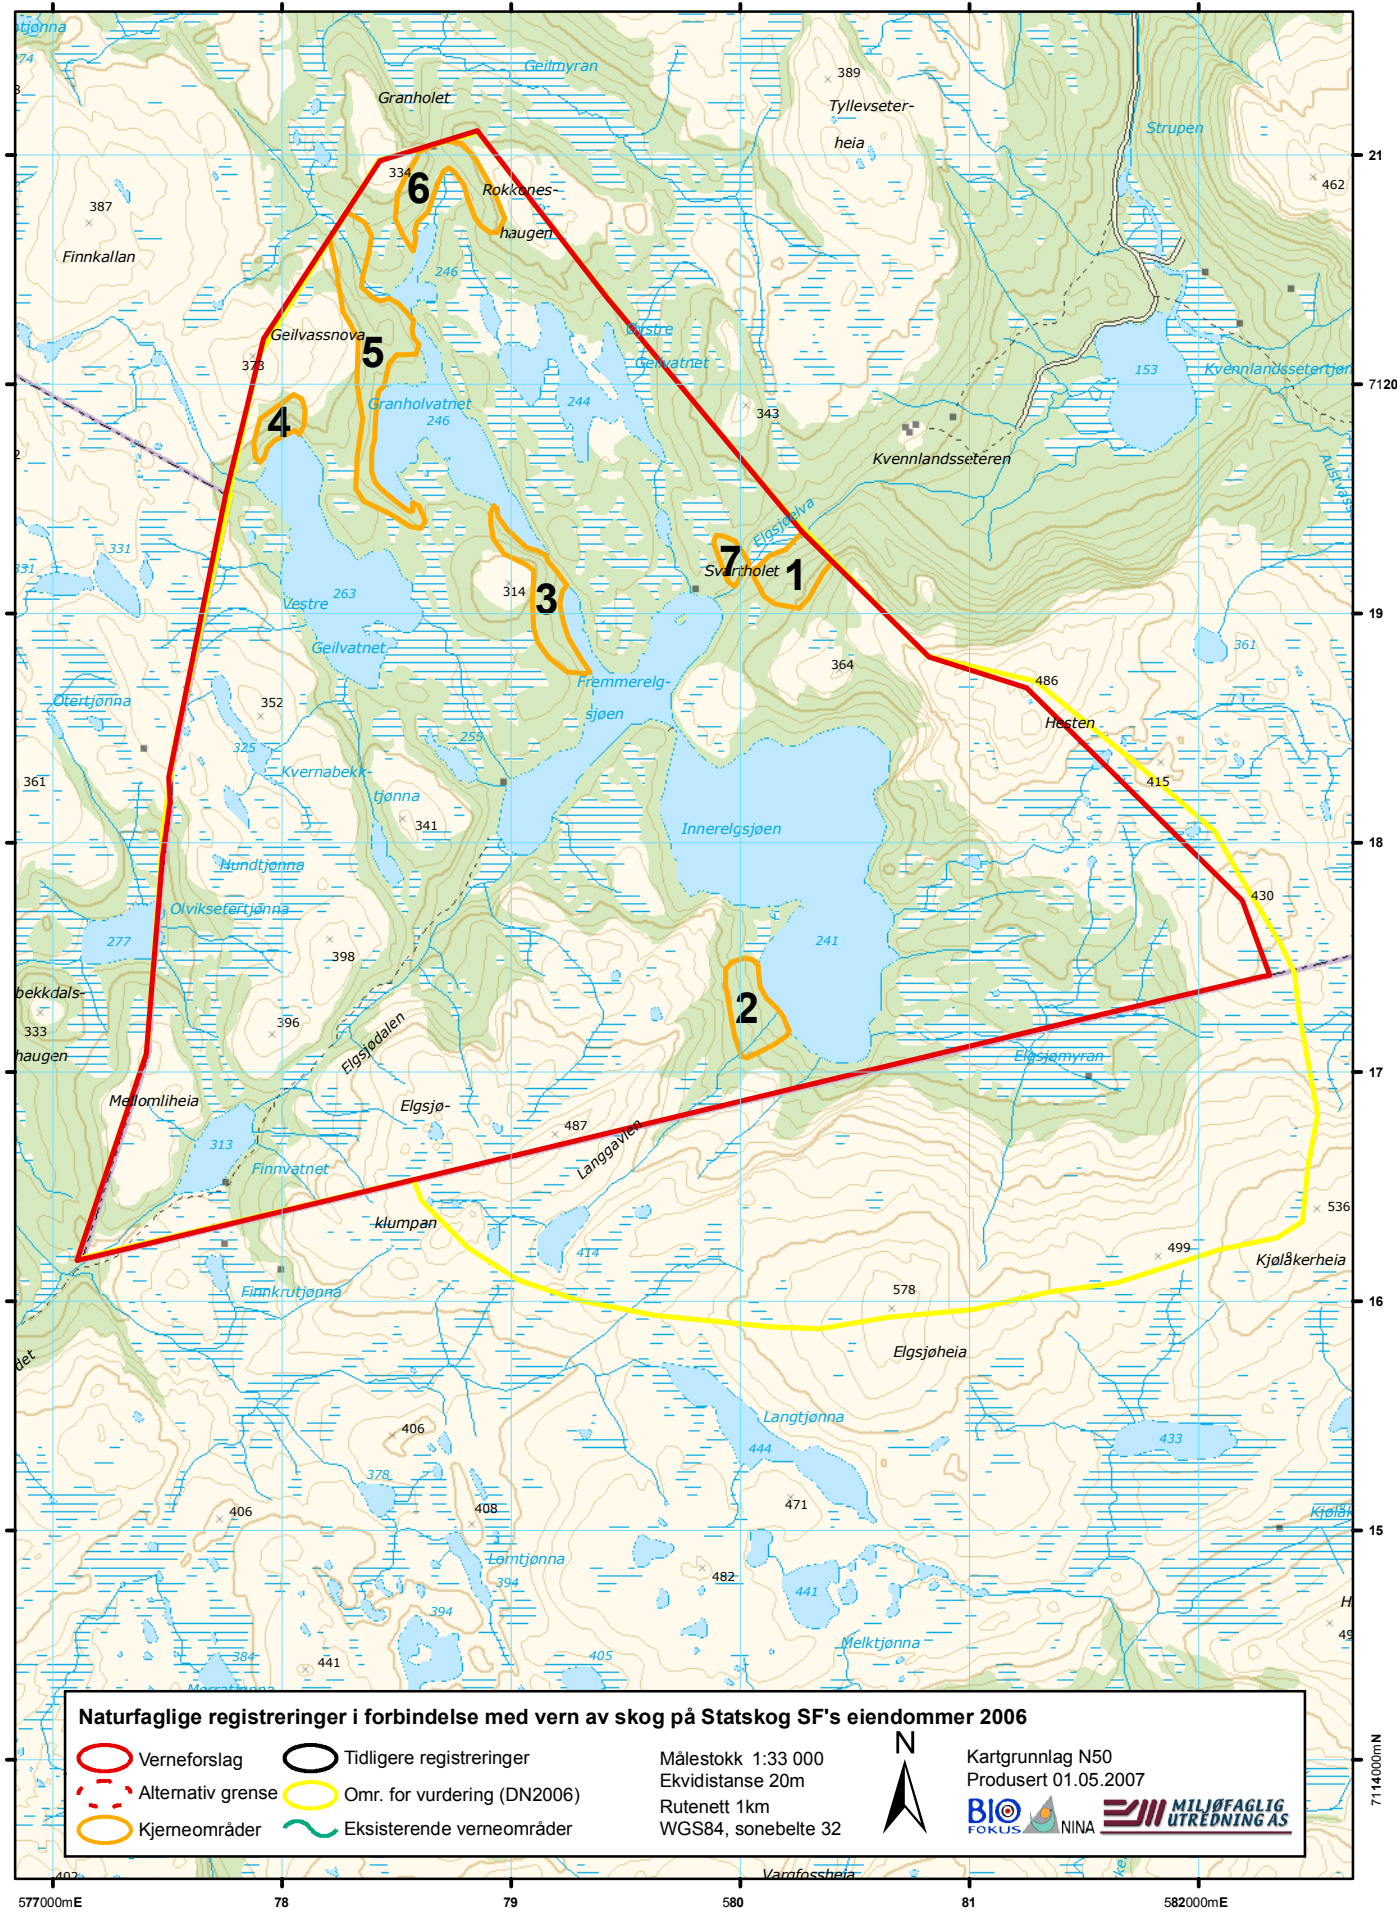 Geilmyran
Granholet
389
Tyllevseter-
heia
Strupen
21
334
6
Rokkones-
haugen
462
387
Finnkallan
246
Geilvassnova
373
5
Østre
Geilvatnet
153
Kvennlandssetertjøn
7120
Granholvatnet
246
244
343
4
Kvennlandsseteren
Elgsjøelva
Austvass
331
331
7
Svartholet
1
Vestre
263
314
3
19
Geilvatnet
364
361
Otertjønna
Fremmerelg-
sjøen
486
Hesten
352
325
255
361
Kvernabekk-
tjønna
415
341
Innerelgsjøen
18
Nundtjønna
Olviksetertjønna
430
277
398
241
bekkdals-
333
haugen
396
2
Elgsjødalen
Elgsjømyran
17
Mellomliheia
Elgsjø-
313
487
Finnvatnet
Langgavlen
klumpan
414
536
499
Kjølåkerheia
Finnkrutjønna
578
16
det
Elgsjøheia
Langtjønna
406
444
433
378
406
408
471
Kjølåk
15
Lomtjønna
394
482
441
394
H
49
Melktjønna
384
441
405
Naturfaglige registreringer i forbindelse med vern av skog på Statskog SF's eiendommer 2006
Verneforslag
Tidligere registreringer
Alternativ grense
Omr. for vurdering (DN2006)
Kjerneområder
Eksisterende verneområder
Målestokk 1:33 000
Ekvidistanse 20m
Rutenett 1km
WGS84, sonebelte 32
N
Kartgrunnlag N50
Produsert 01.05.2007
BIO
FOKUS
NINA
MILJØFAGLIG
UTREDNING AS
7114000mN
Vargfossheia
577000mE
78
79
580
81
582000mE